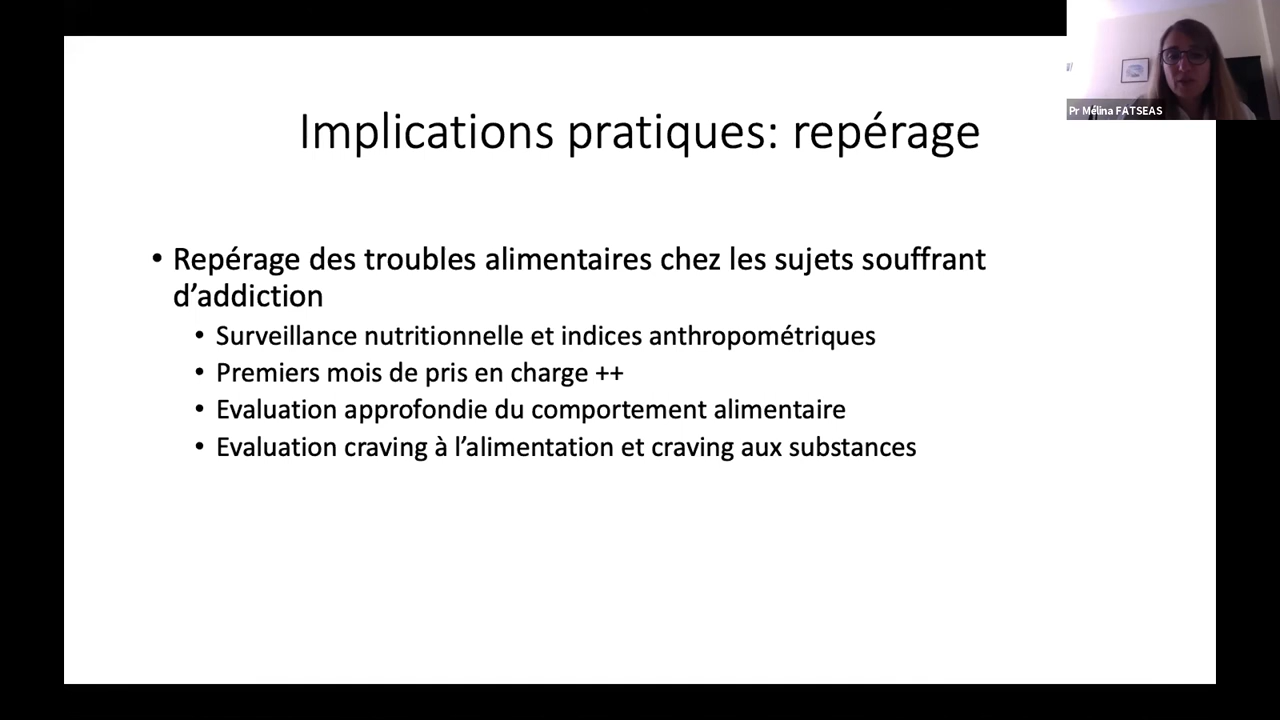 Pr Mélina FATSEAS
Implications pratiques: repérage
• Repérage des troubles alimentaires chez les sujets souffrant
d’addiction
• Surveillance nutritionnelle et indices anthropométriques
• Premiers mois de pris en charge ++
• Evaluation approfondie du comportement alimentaire
• Evaluation craving à l’alimentation et craving aux substances